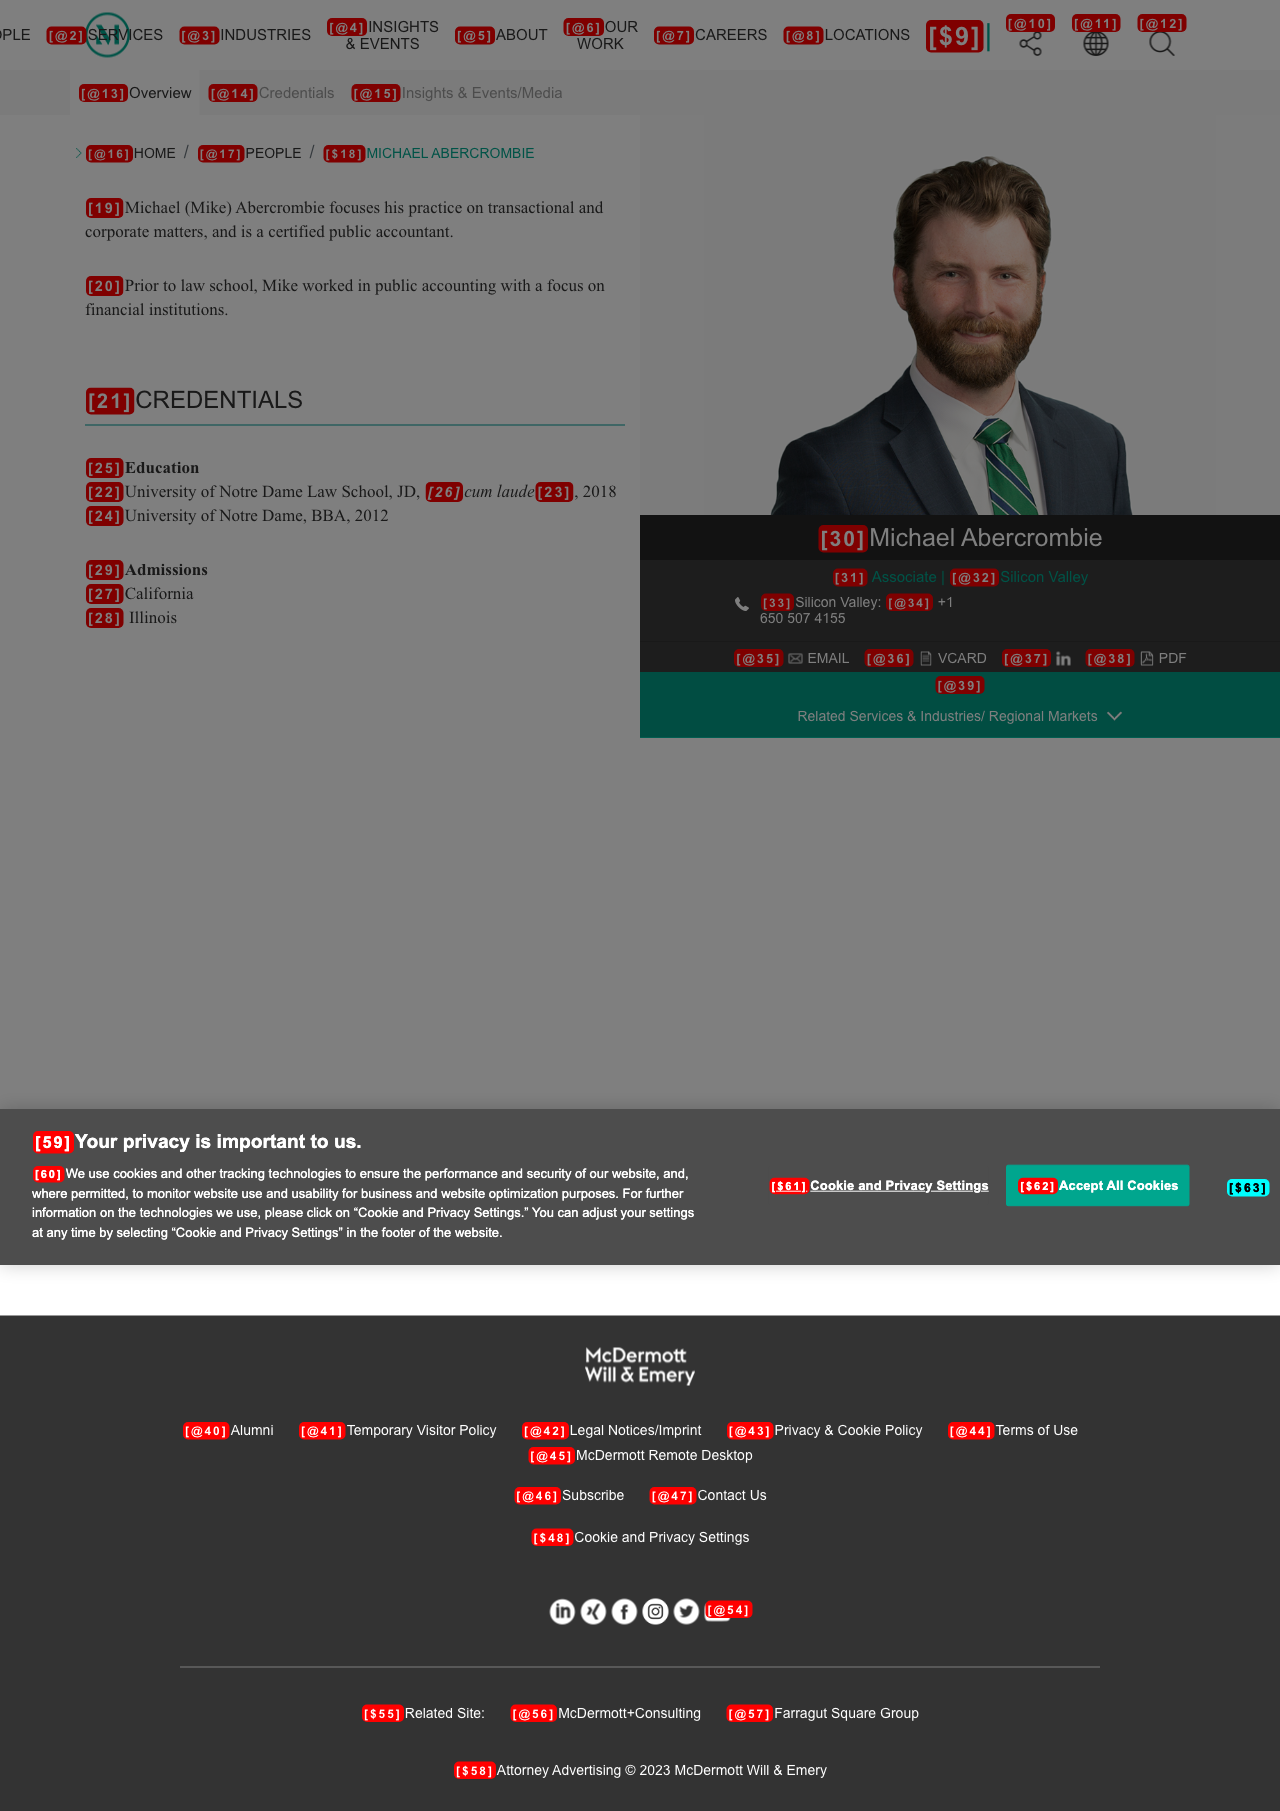 OPLE [@2]SERVICES [@3]INDUSTRIES [@4]INSIGHTS & EVENTS [@5]ABOUT [@6]OUR WORK [@7]CAREERS [@8]LOCATIONS [$9] [@10] [@11] [@12]
[@13]Overview [@14]Credentials [@15]Insights & Events/Media
[@16]HOME / [@17]PEOPLE / [$18]MICHAEL ABERCROMBIE
[19]Michael (Mike) Abercrombie focuses his practice on transactional and
corporate matters, and is a certified public accountant.
[20]Prior to law school, Mike worked in public accounting with a focus on
financial institutions.
[21]CREDENTIALS
[25]Education
[22]University of Notre Dame Law School, JD, [26]cum laude[23], 2018
[24]University of Notre Dame, BBA, 2012
[29]Admissions
[27]California
[28] Illinois
[30]Michael Abercrombie
[31] Associate | [@32]Silicon Valley
[33]Silicon Valley: [@34] +1
650 507 4155
[@35] EMAIL [@36] VCARD [@37] in [@38] PDF
[@39]
Related Services & Industries/ Regional Markets
[59]Your privacy is important to us.
[60]We use cookies and other tracking technologies to ensure the performance and security of our website, and,
where permitted, to monitor website use and usability for business and website optimization purposes. For further
information on the technologies we use, please click on “Cookie and Privacy Settings.” You can adjust your settings
at any time by selecting “Cookie and Privacy Settings” in the footer of the website.
[$61]Cookie and Privacy Settings [$62]Accept All Cookies [$63]
McDermott
Will & Emery
[@40]Alumni [@41]Temporary Visitor Policy [@42]Legal Notices/Imprint [@43]Privacy & Cookie Policy [@44]Terms of Use
[@45]McDermott Remote Desktop
[@46]Subscribe [@47]Contact Us
[$48]Cookie and Privacy Settings
[@54]
[$55]Related Site: [@56]McDermott+Consulting [@57]Farragut Square Group
[$58]Attorney Advertising © 2023 McDermott Will & Emery